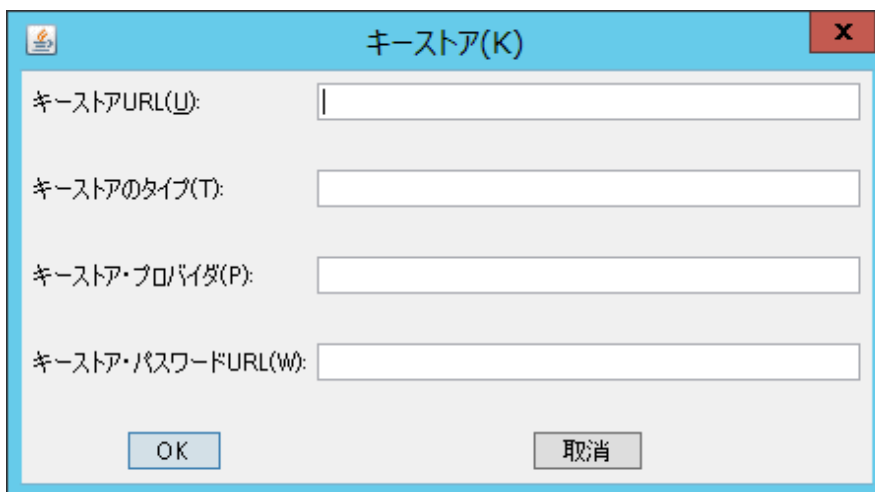 キーストア(K)
x
キーストアURL(U):
キーストアのタイプ(T):
キーストア・プロバイダ(P):
キーストア・パスワードURL(W):
OK 取消